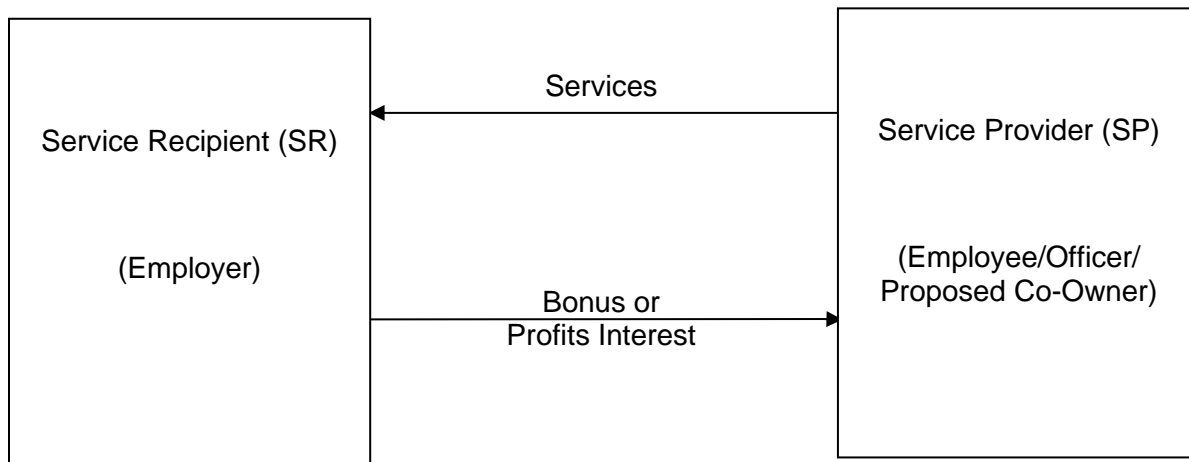 Service Recipient (SR)
(Employer)
Services
Bonus or
Profits Interest
Service Provider (SP)
(Employee/Officer/
Proposed Co-Owner)